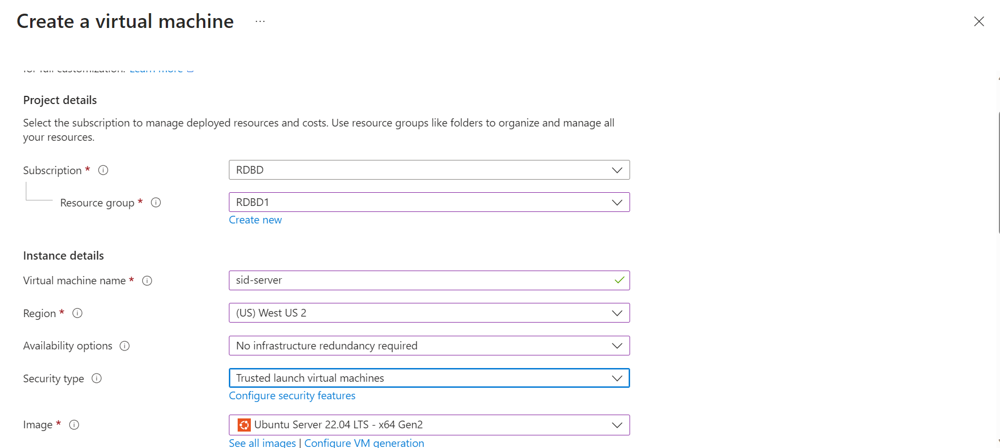 Create a virtual machine ...
for full customization. Learn more
Project details
Select the subscription to manage deployed resources and costs. Use resource groups like folders to organize and manage all
your resources.
Subscription * RDBD
Resource group * RDBD1
Create new
Instance details
Virtual machine name * sid-server
Region * (US) West US 2
Availability options No infrastructure redundancy required
Security type Trusted launch virtual machines
Configure security features
Image * Ubuntu Server 22.04 LTS - x64 Gen2
See all images | Configure VM generation